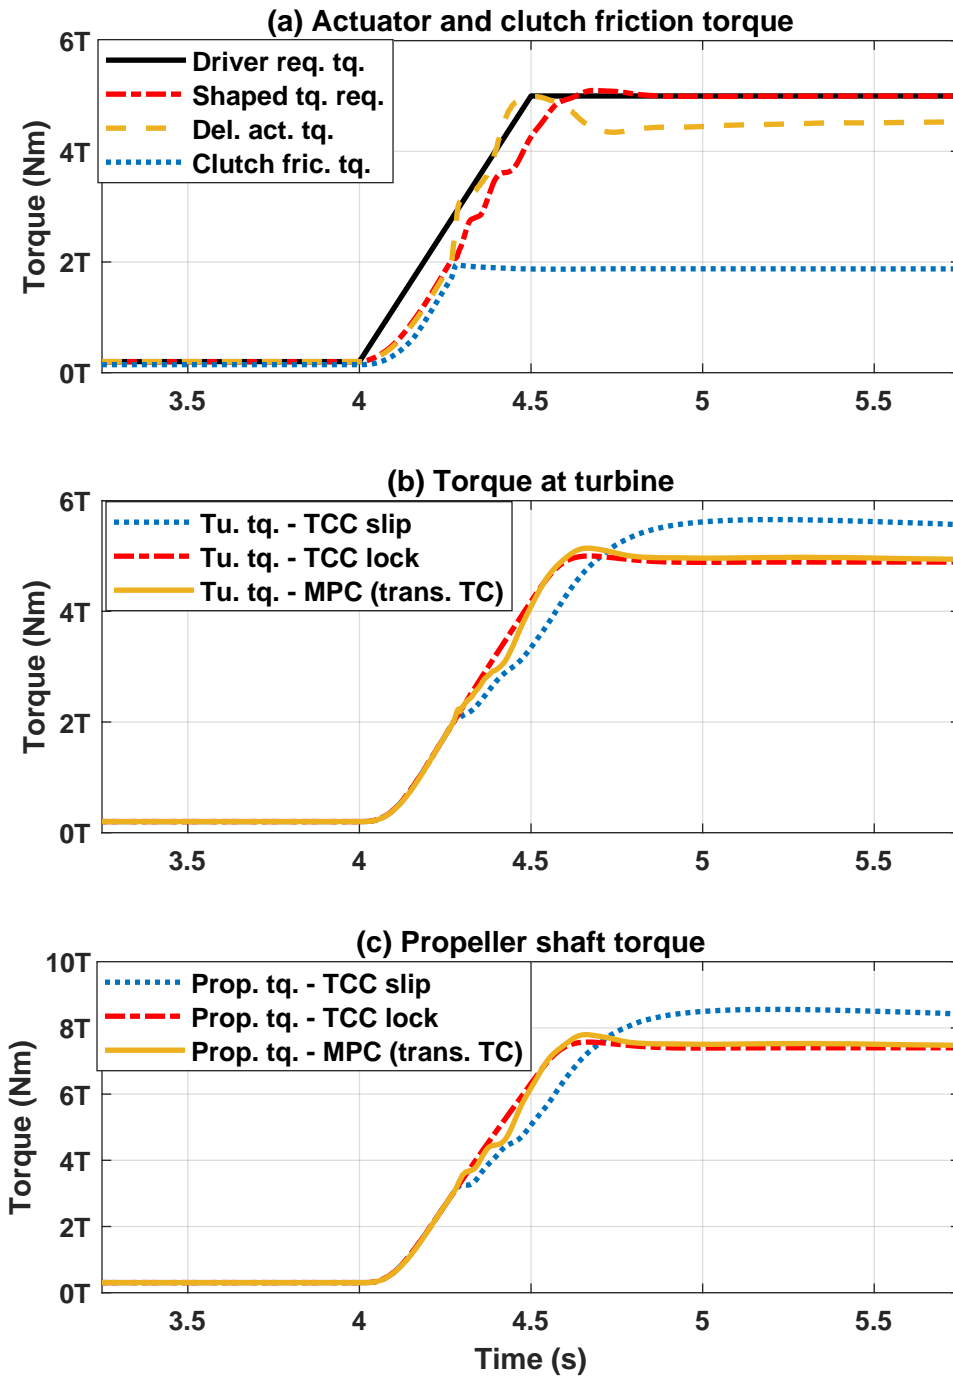 (a) Actuator and clutch friction torque
6T
4T
2T
0T
Torque (Nm)
Driver req. tq.
Shaped tq. req.
Del. act. tq.
Clutch fric. tq.
3.5 4 4.5 5 5.5
(b) Torque at turbine
6T
4T
2T
0T
Torque (Nm)
Tu. tq. - TCC slip
Tu. tq. - TCC lock
Tu. tq. - MPC (trans. TC)
3.5 4 4.5 5 5.5
(c) Propeller shaft torque
10T
8T
6T
4T
2T
0T
Torque (Nm)
Prop. tq. - TCC slip
Prop. tq. - TCC lock
Prop. tq. - MPC (trans. TC)
3.5 4 4.5 5 5.5
Time (s)